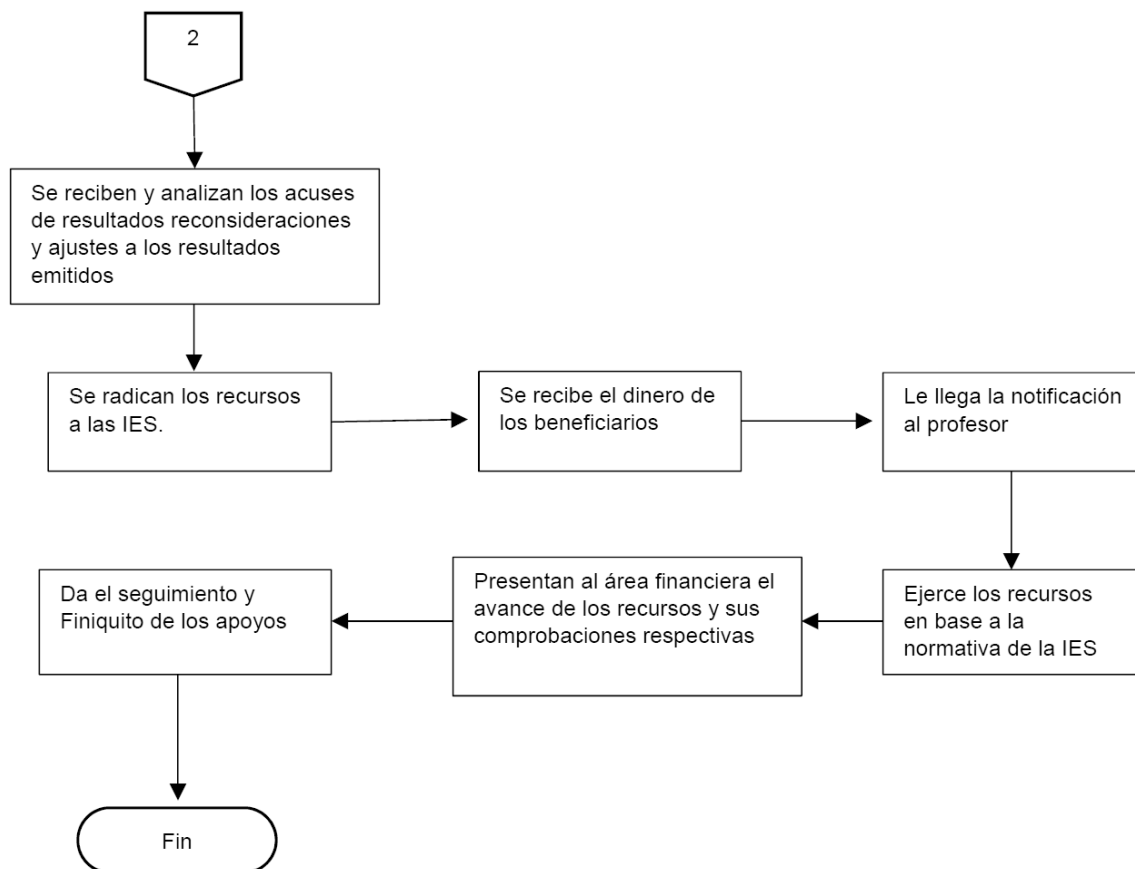 2
Se reciben y analizan los acuses
de resultados reconsideraciones
y ajustes a los resultados
emitidos
Se radican los recursos
a las IES.
Se recibe el dinero de
los beneficiarios
Le llega la notificación
al profesor
Ejerce los recursos
en base a la
normativa de la IES
Presentan al área financiera el
avance de los recursos y sus
comprobaciones respectivas
Da el seguimiento y
Finiquito de los apoyos
Fin